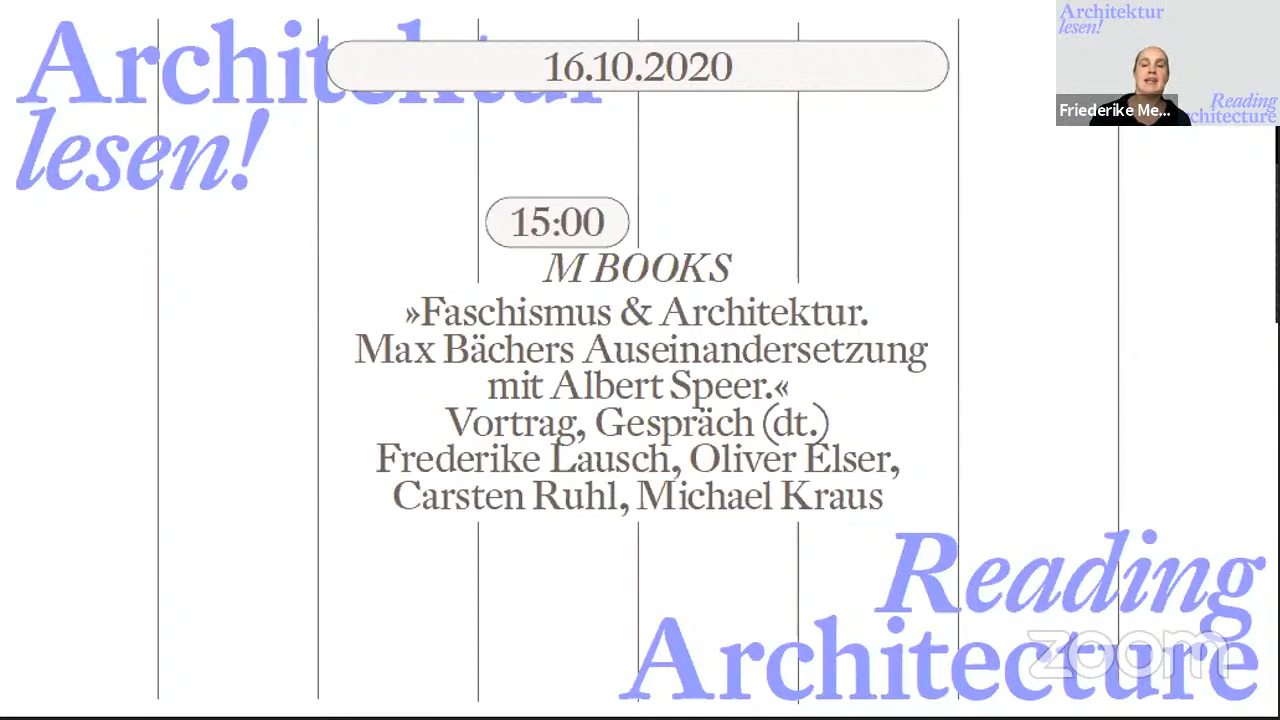 Architektur
lesen!
16.10.2020
15:00
M BOOKS
»Faschismus & Architektur.
Max Bächers Auseinandersetzung
mit Albert Speer.«
Vortrag, Gespräch (dt.)
Frederike Lausch, Oliver Elser,
Carsten Ruhl, Michael Kraus
Reading
Architecture
zoom
Architektur
lesen!
Friederike Me...
Reading
chitecture